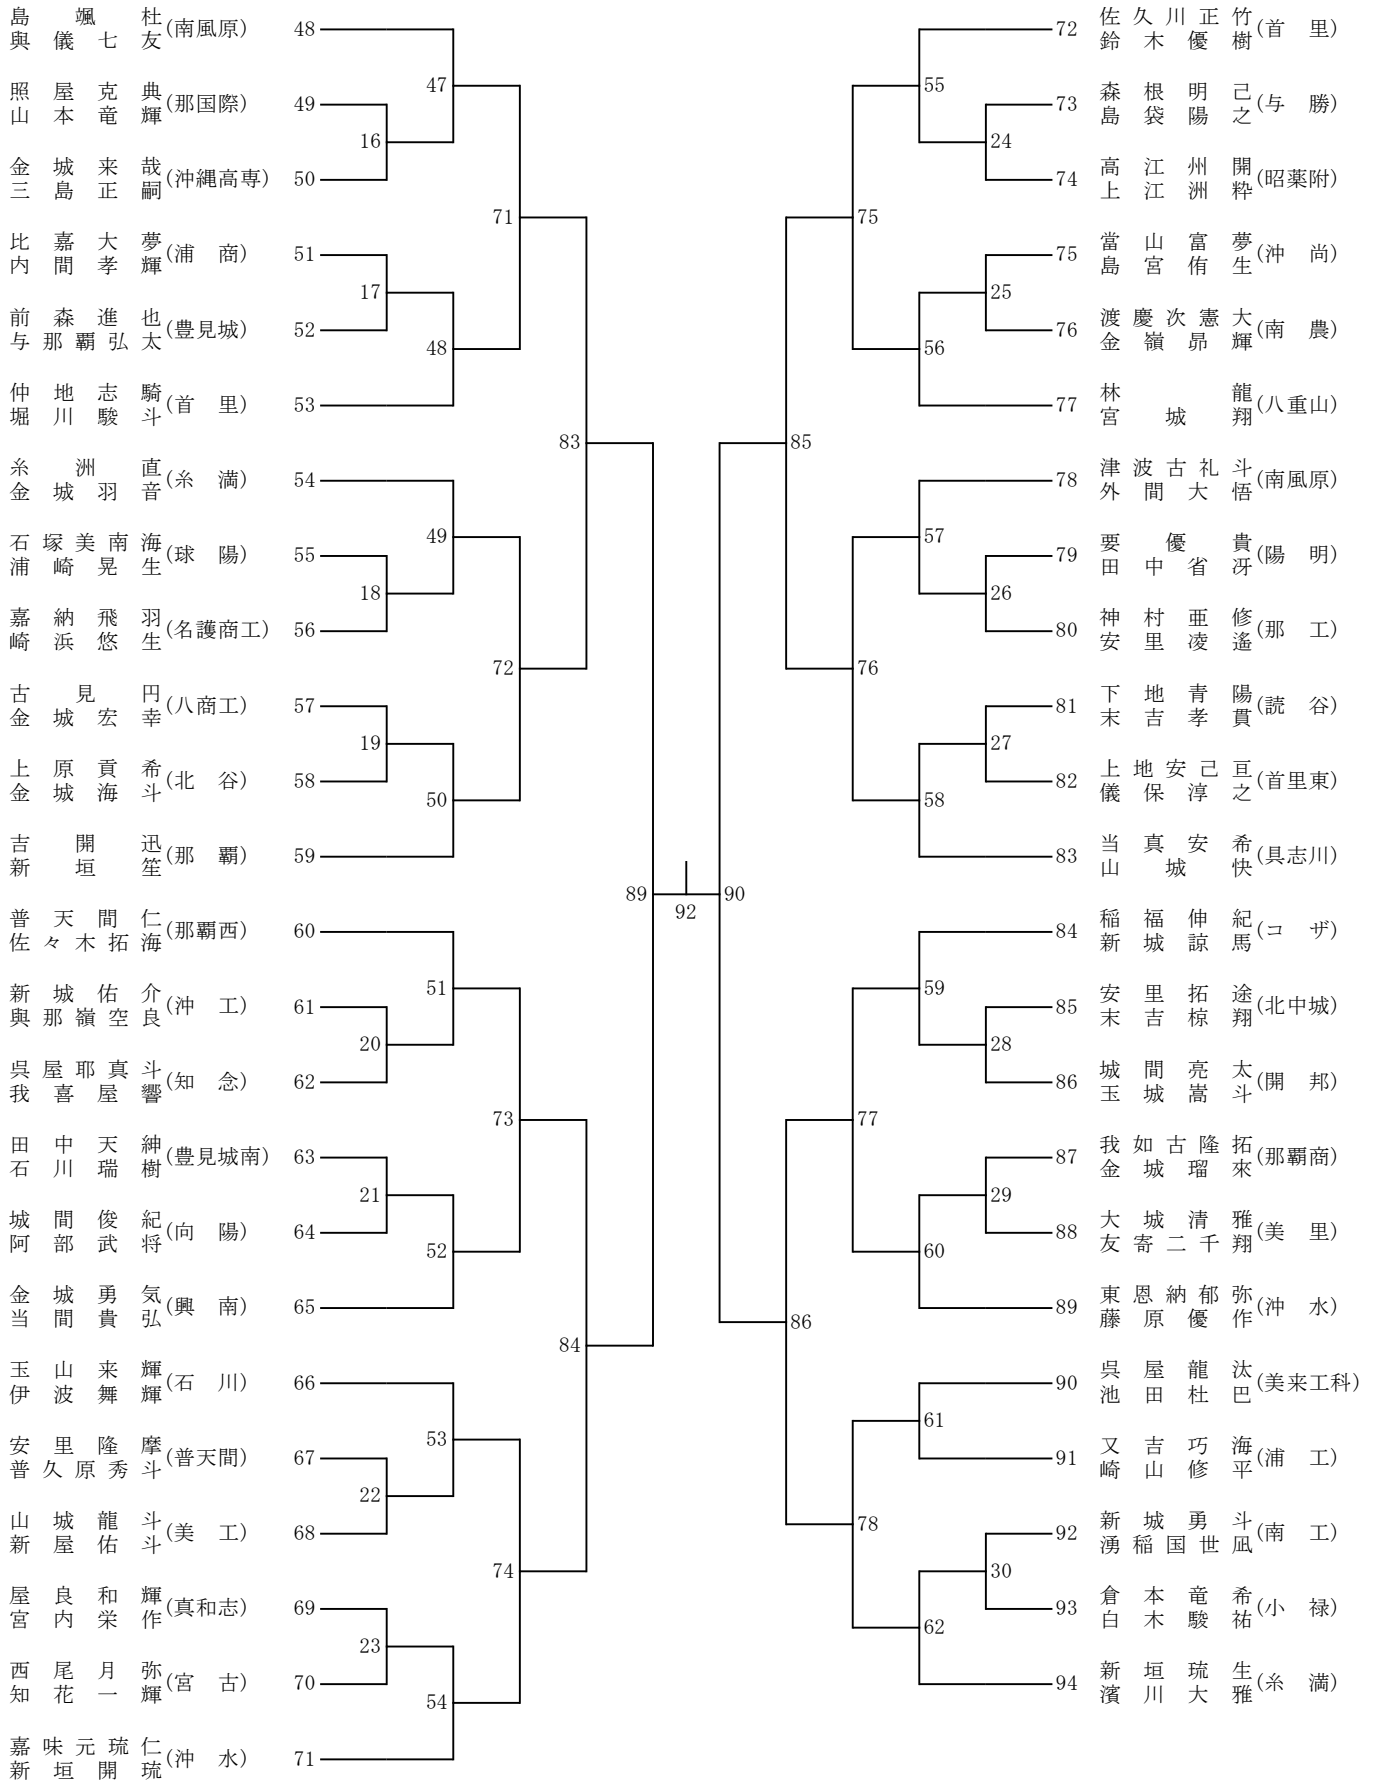 島颯杜
與儀七友
(南風原) 48
照屋克典
山本竜輝
(那国際) 49
金城来哉
三島正嗣
(沖縄高専) 50
比嘉大夢
内間孝輝
(浦商) 51
前森進也
与那覇弘太
(豊見城) 52
仲地志騎
堀川駿斗
(首里) 53
糸洲直
金城羽音
(糸満) 54
石塚美南海
浦崎晃生
(球陽) 55
嘉納飛羽
崎浜悠生
(名護商工) 56
古見円
金城宏幸
(八商工) 57
上原貢希
金城海斗
(北谷) 58
吉開迅
新垣笙
(那覇) 59
普天間仁
佐々木拓海
(那覇西) 60
新城佑介
與那嶺空良
(沖工) 61
呉屋耶真斗
我喜屋響
(知念) 62
田中天紳
石川瑞樹
(豊見城南) 63
城間俊紀
阿部武将
(向陽) 64
金城勇気
当間貴弘
(興南) 65
玉山来輝
伊波舞輝
(石川) 66
安里隆摩
普久原秀斗
(普天間) 67
山城龍斗
新屋佑斗
(美工) 68
屋良和輝
宮内栄作
(真和志) 69
西尾月弥
知花一輝
(宮古) 70
嘉味元琉仁
新垣開琉
(沖水) 71
47
16
71
17
48
83
49
18
72
19
50
89
51
20
73
21
52
84
53
22
74
23
54
92
90
55
24
75
25
56
85
57
26
76
27
58
59
28
77
29
60
86
61
78
30
62
72 佐久川正竹
鈴木優樹
(首里)
73 森根明己
島袋陽之
(与勝)
74 高江州開
上江洲粋
(昭薬附)
75 當山富夢
島宮侑生
(沖尚)
76 渡慶次憲大
金嶺昴輝
(南農)
77 林龍
宮城翔
(八重山)
78 津波古礼斗
外間大悟
(南風原)
79 要優貴
田中省冴
(陽明)
80 神村亜修
安里凌遙
(那工)
81 下地青陽
末吉孝貫
(読谷)
82 上地安己亘
儀保淳之
(首里東)
83 当真安希
山城快
(具志川)
84 稲福伸紀
新城諒馬
(コザ)
85 安里拓途
末吉椋翔
(北中城)
86 城間亮太
玉城嵩斗
(開邦)
87 我如古隆拓
金城瑠來
(那覇商)
88 大城清雅
友寄二千翔
(美里)
89 東恩納郁弥
藤原優作
(沖水)
90 呉屋龍汰
池田杜巴
(美来工科)
91 又吉巧海
崎山修平
(浦工)
92 新城勇斗
湧稲国世凪
(南工)
93 倉本竜希
白木駿祐
(小禄)
94 新垣琉生
濱川大雅
(糸満)